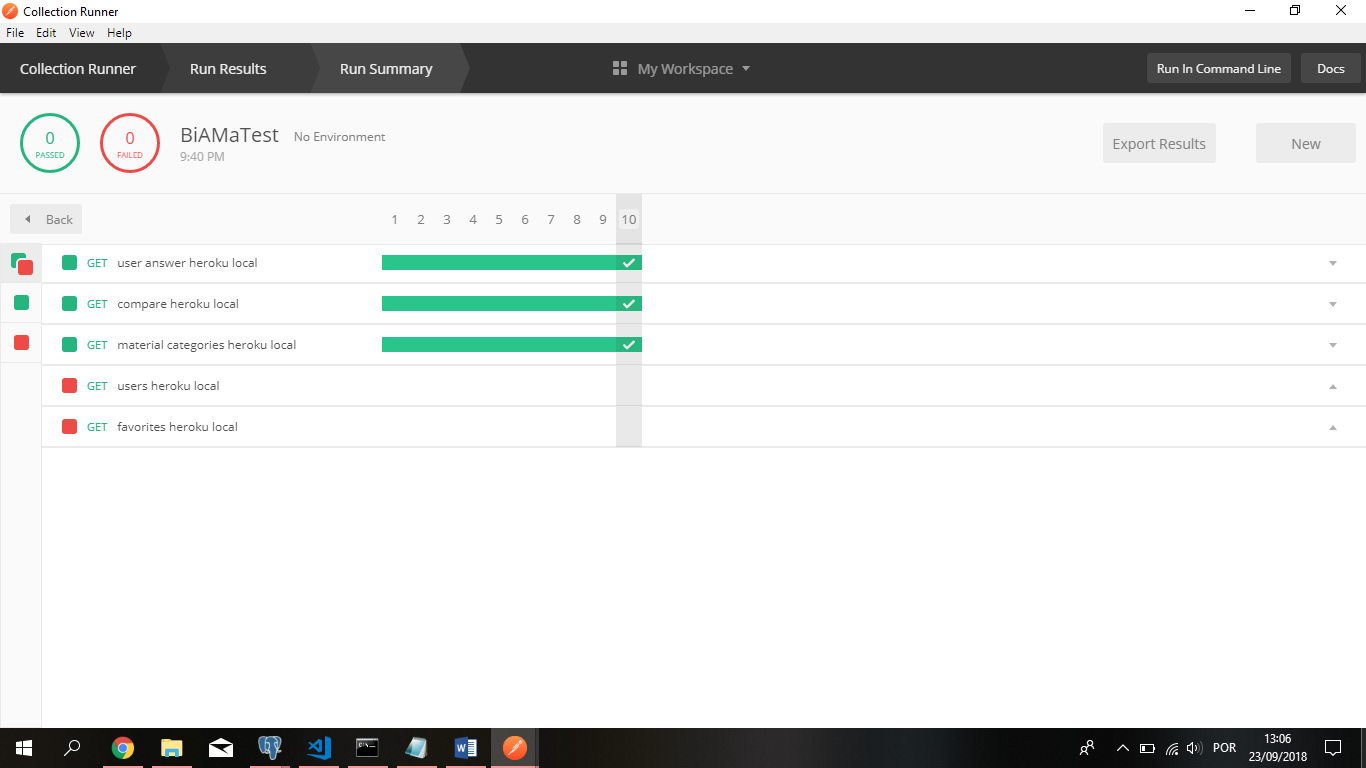 Collection Runner
File Edit View Help
Collection Runner Run Results Run Summary My Workspace Run In Command Line Docs
0 PASSED
0 FAILED
BiAMaTest No Environment
9:40 PM
Export Results New
Back 1 2 3 4 5 6 7 8 9 10
GET user answer heroku local
GET compare heroku local
GET material categories heroku local
GET users heroku local
GET favorites heroku local
POR 13:06
23/09/2018